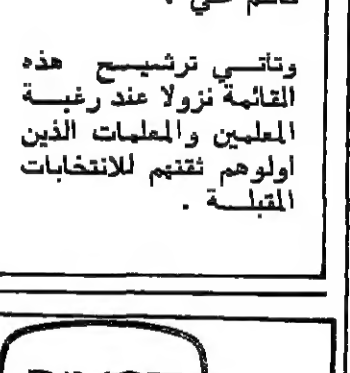 وتأتي ترشيح هذه
القائمة نزولا عند رغبة
المعلمين والمعلمات الذين
اولوهم ثقتهم للانتخابات
المقبلة .